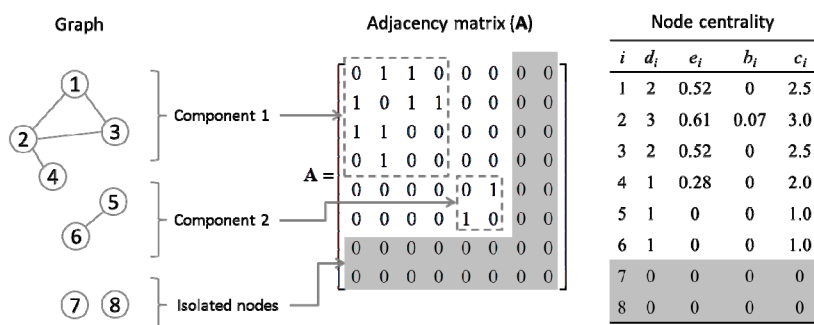 Graph
1
2
3
4
5
6
7
8
Component 1
Component 2
Isolated nodes
Adjacency matrix (A)
A =
0 1 1 0 0 0 0 0
1 0 1 1 0 0 0 0
1 1 0 0 0 0 0 0
0 1 0 0 0 0 0 0
0 0 0 0 0 1 0 0
0 0 0 0 1 0 0 0
0 0 0 0 0 0 0 0
0 0 0 0 0 0 0 0
Node centrality
i di ei bi ci
1 2 0.52 0 2.5
2 3 0.61 0.07 3.0
3 2 0.52 0 2.5
4 1 0.28 0 2.0
5 1 0 0 1.0
6 1 0 0 1.0
7 0 0 0 0
8 0 0 0 0